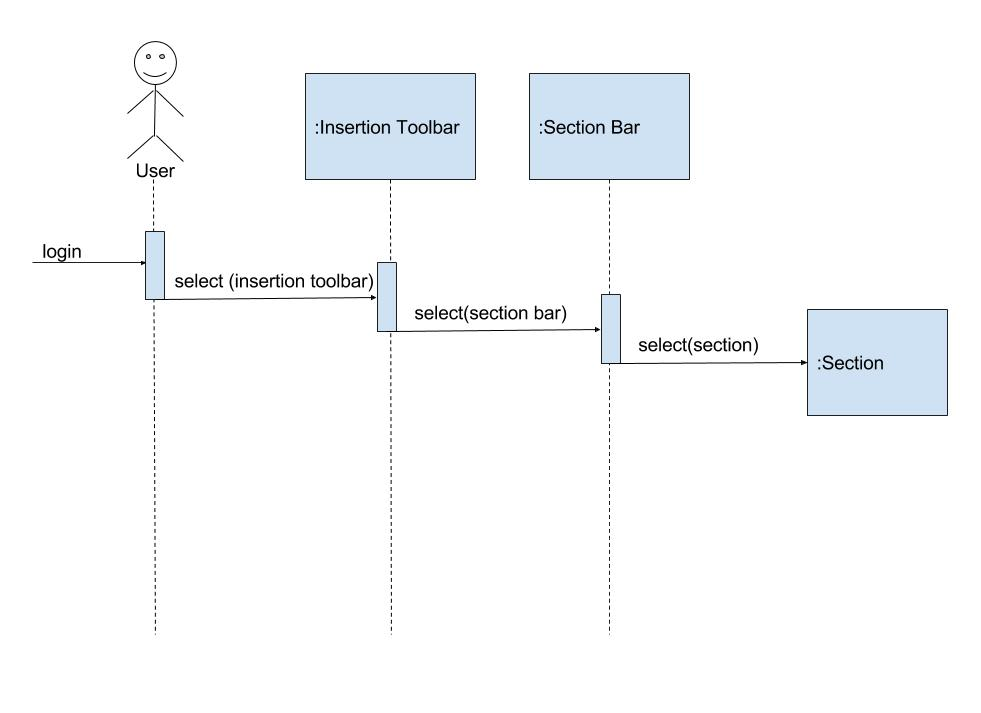 :Insertion Toolbar
:Section Bar
User
login
select (insertion toolbar)
select(section bar)
select(section)
:Section